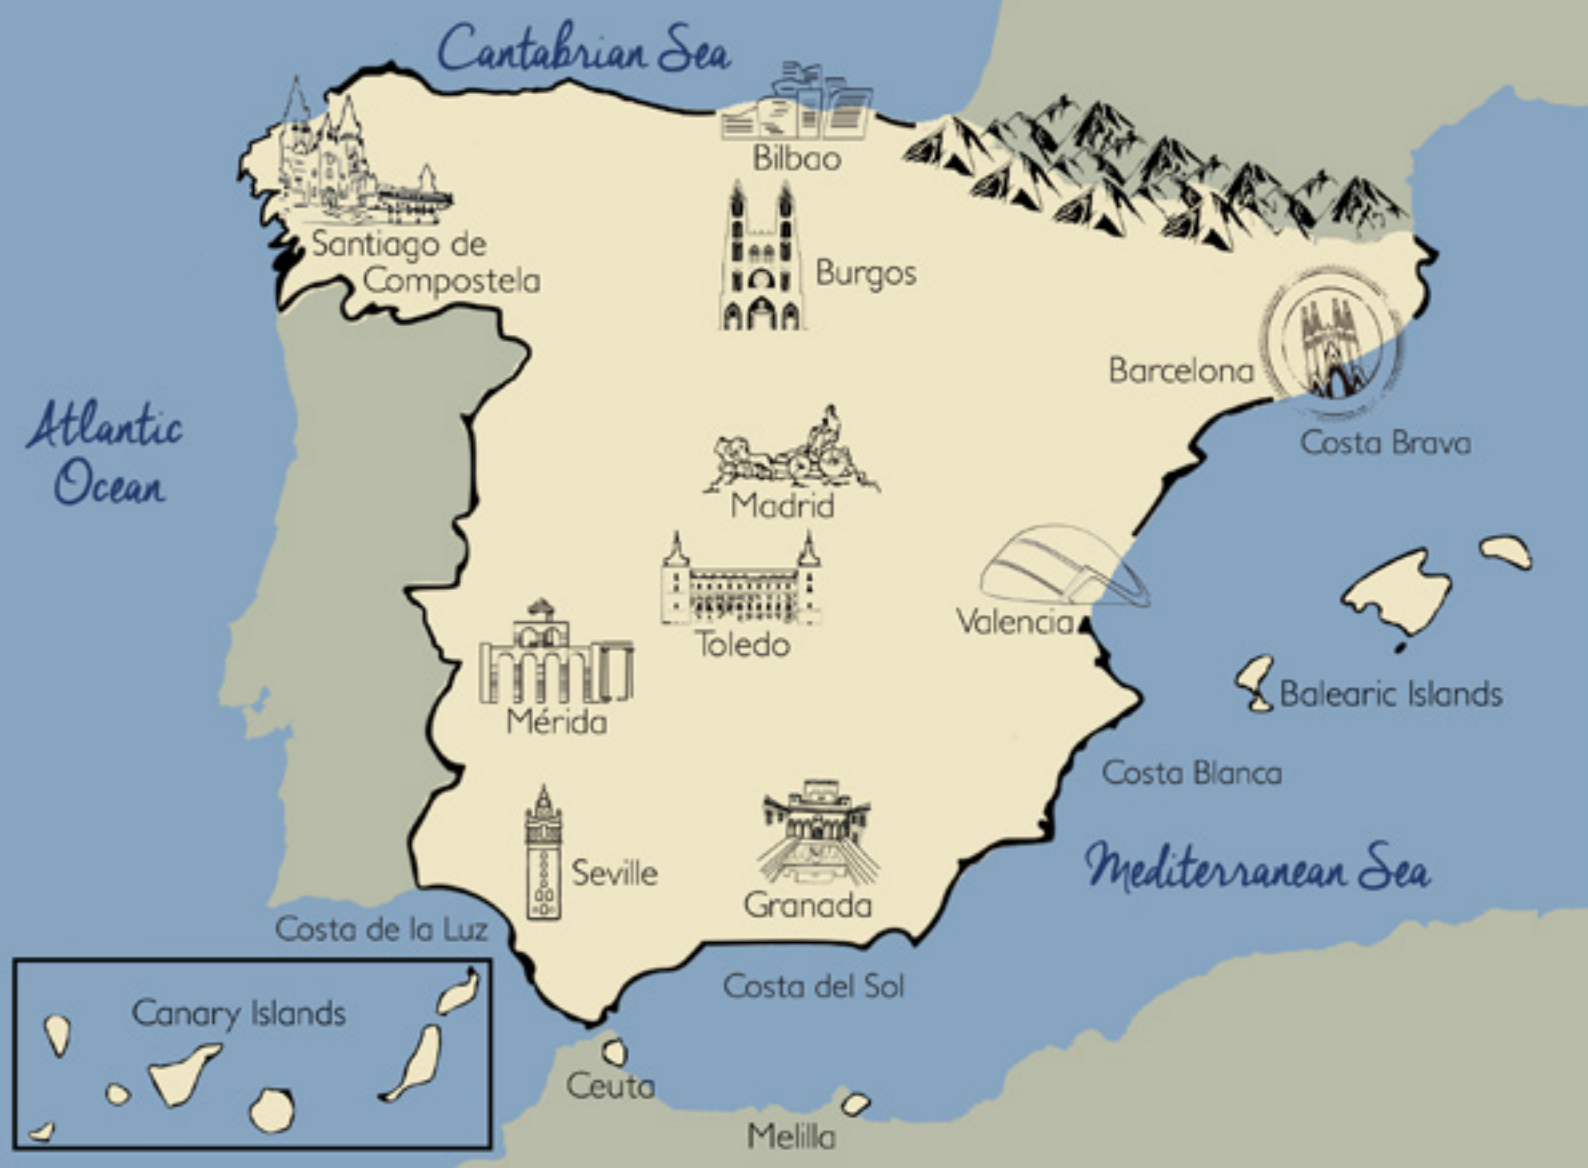 Cantabrian Sea
Bilbao
Santiago de
Compostela
Burgos
Barcelona
Atlantic
Ocean
Costa Brava
Madrid
Valencia
Toledo
Balearic Islands
Mérida
Costa Blanca
Mediterranean Sea
Seville
Granada
Costa de la Luz
Costa del Sol
Canary Islands
Ceuta
Melilla